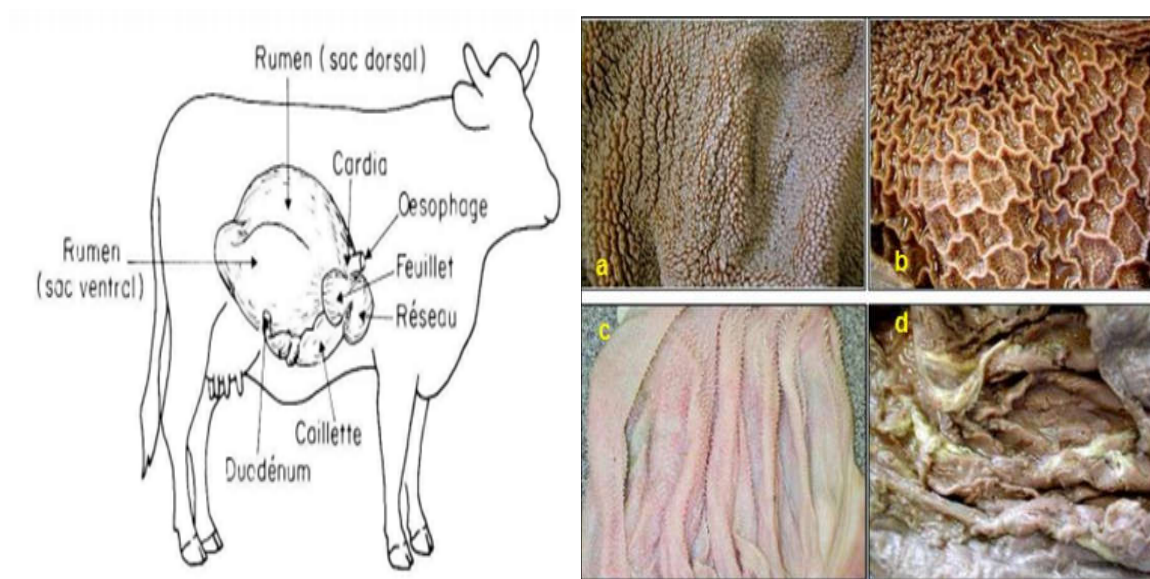 Rumen (sac dorsal)
Cardia
Oesophage
Feuillet
Rumen
(sac ventral)
Réseau
Caillette
Duodénum
a
b
c
d